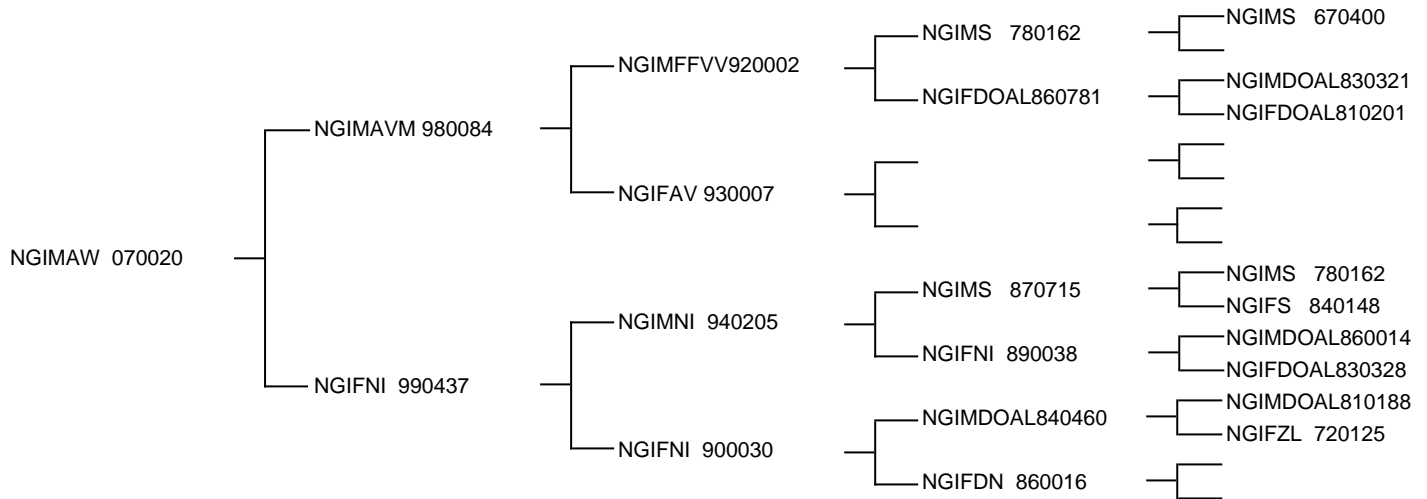 NGIMS 670400
NGIMS 780162
NGIMFFVV920002
NGIMDOAL830321
NGIFDOAL860781
NGIFDOAL810201
NGIMAVM 980084
NGIFAV 930007
NGIMAW 070020
NGIMS 780162
NGIMS 870715
NGIFS 840148
NGIMNI 940205
NGIMDOAL860014
NGIFNI 890038
NGIFDOAL830328
NGIFNI 990437
NGIMDOAL810188
NGIMDOAL840460
NGIFZL 720125
NGIFNI 900030
NGIFDN 860016